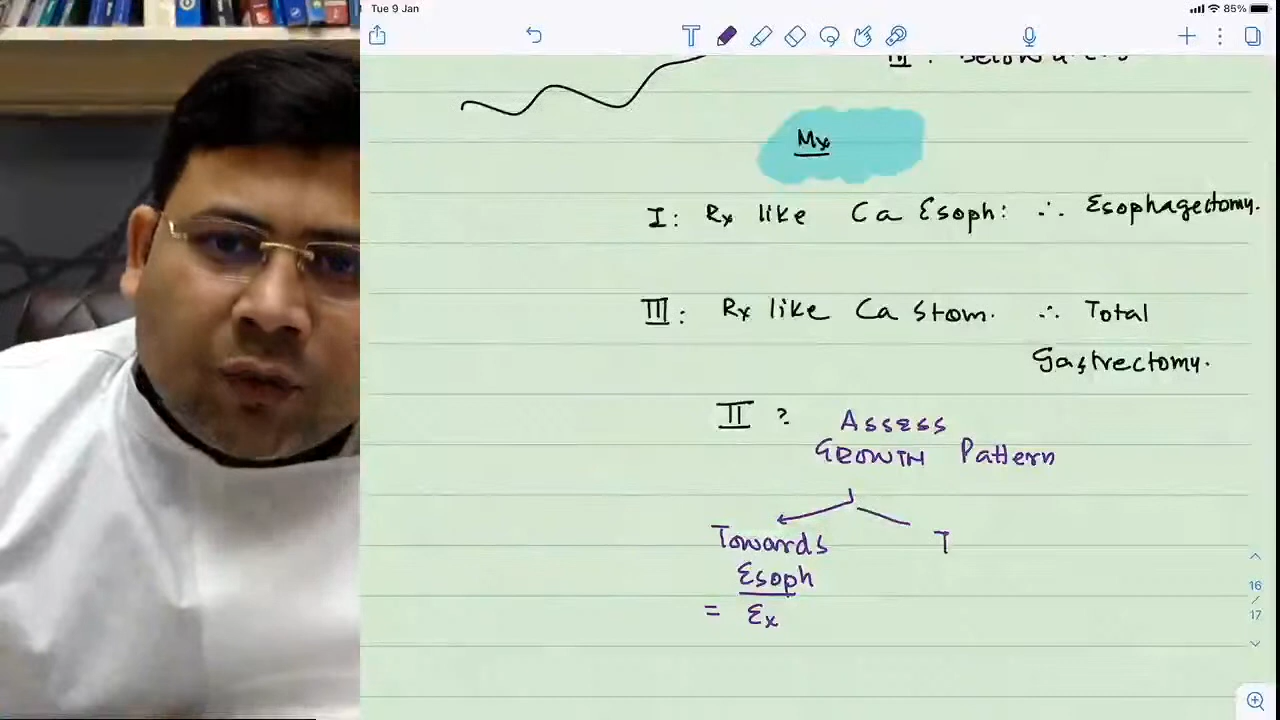 Tue 9 Jan
85%
T
Mx
I: Rx like Ca Esoph: ∴ Esophagectomy.
III: Rx like Ca Stom. ∴ Total
Gastrectomy.
II ? Assess
GROWTH Pattern
Towards T
Esoph
= Ex
16
17